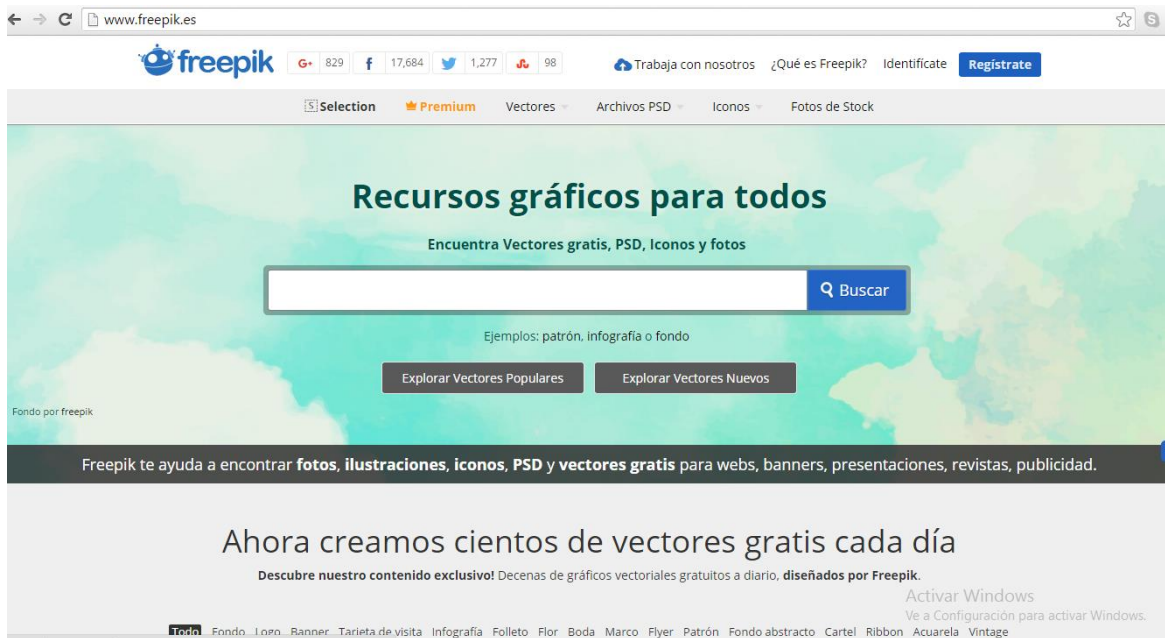 www.freepik.es
freepik G+ 829 f 17,684 1,277 98 Trabaja con nosotros ¿Qué es Freepik? Identifícate Regístrate
S Selection Premium Vectores Archivos PSD Iconos Fotos de Stock
Recursos gráficos para todos
Encuentra Vectores gratis, PSD, Iconos y fotos
Buscar
Ejemplos: patrón, infografía o fondo
Explorar Vectores Populares Explorar Vectores Nuevos
Fondo por freepik
Freepik te ayuda a encontrar fotos, ilustraciones, iconos, PSD y vectores gratis para webs, banners, presentaciones, revistas, publicidad.
Ahora creamos cientos de vectores gratis cada día
Descubre nuestro contenido exclusivo! Decenas de gráficos vectoriales gratuitos a diario, diseñados por Freepik.
Activar Windows
Ve a Configuración para activar Windows.
Todo Fondo Logo Banner Tarjeta de visita Infografía Folleto Flor Boda Marco Flyer Patrón Fondo abstracto Cartel Ribbon Acuarela Vintage